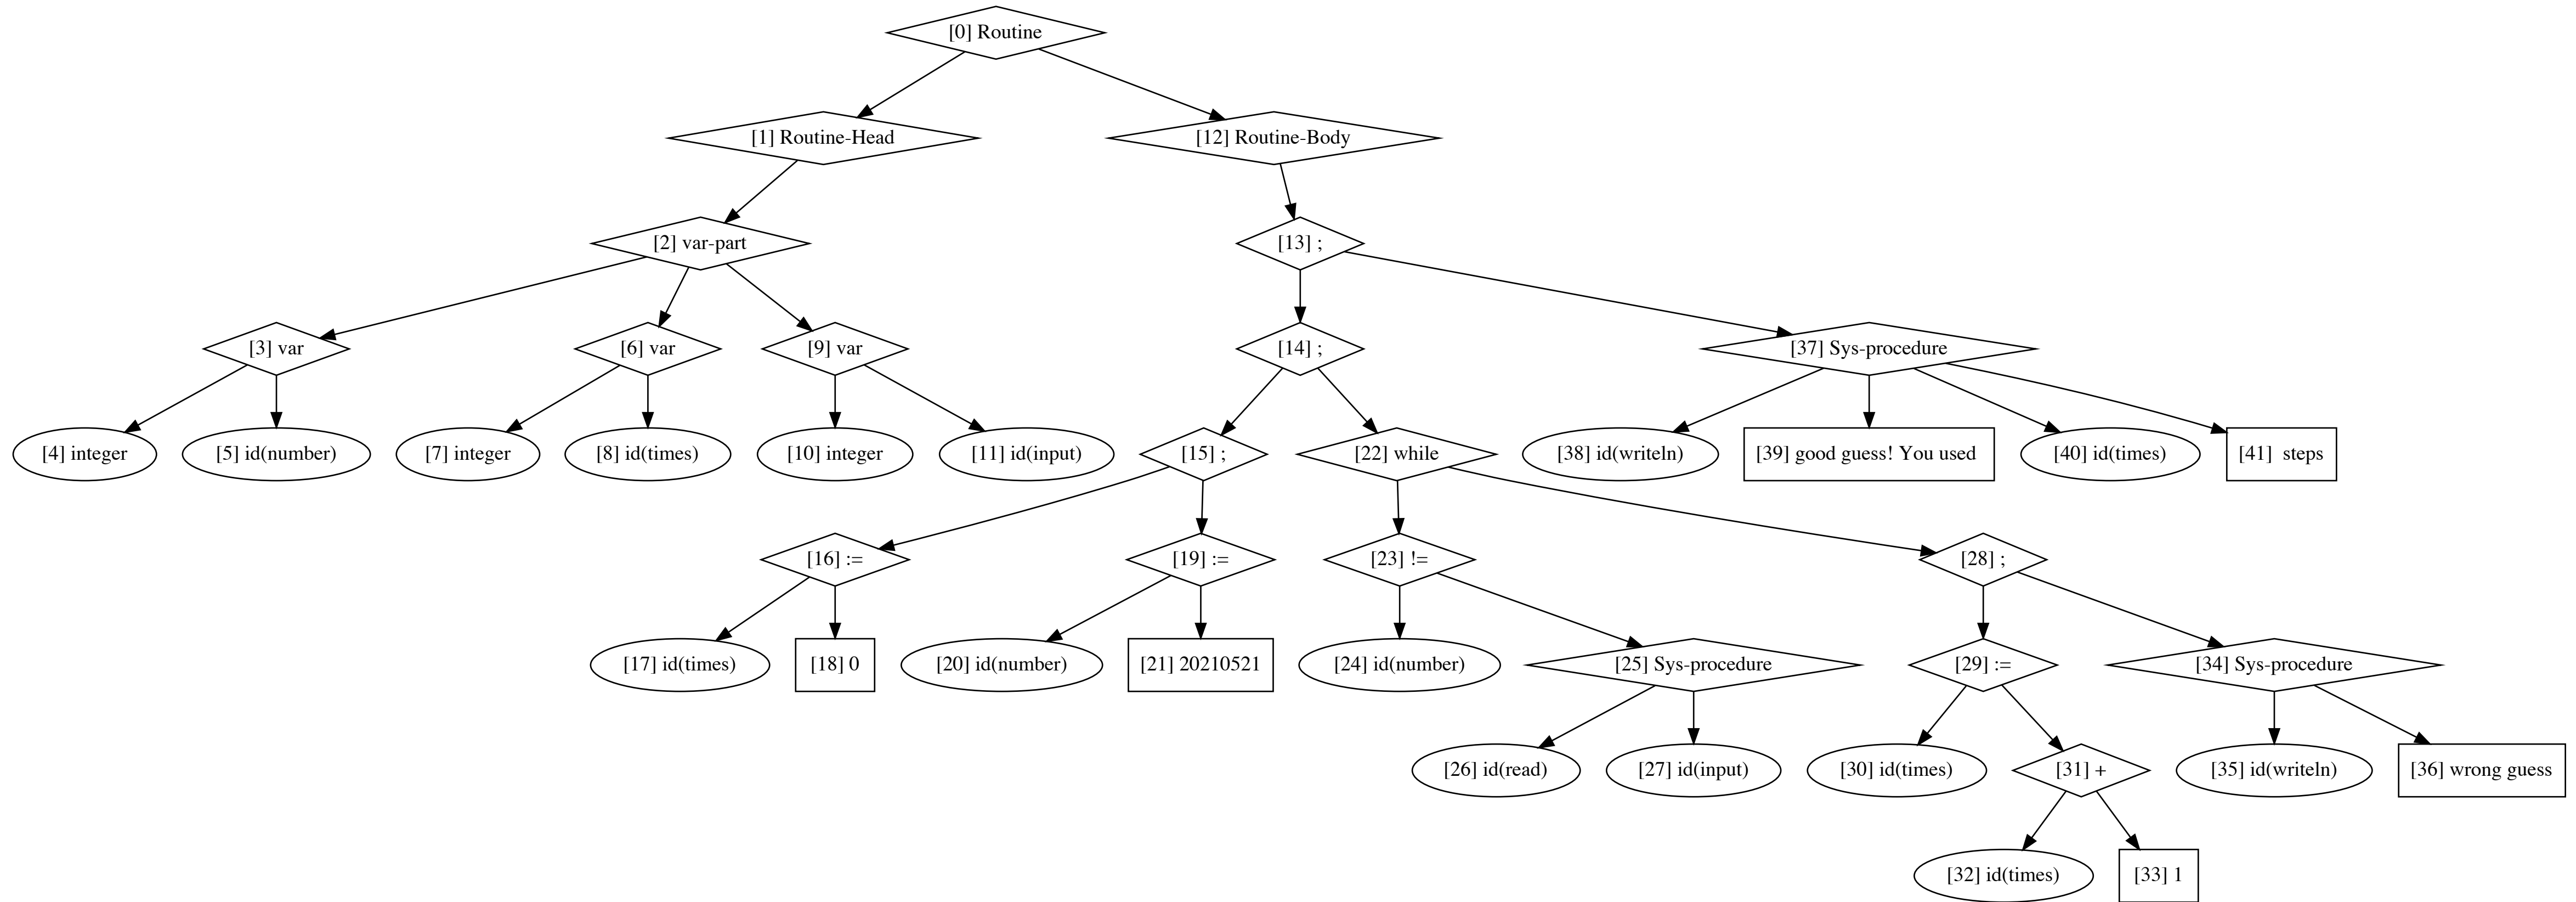 [0] Routine
[1] Routine-Head
[12] Routine-Body
[2] var-part
[13] ;
[3] var
[6] var
[9] var
[14] ;
[37] Sys-procedure
[4] integer
[5] id(number)
[7] integer
[8] id(times)
[10] integer
[11] id(input)
[15] ;
[22] while
[38] id(writeln)
[39] good guess! You used
[40] id(times)
[41]  steps
[16] :=
[19] :=
[23] !=
[28] ;
[17] id(times)
[18] 0
[20] id(number)
[21] 20210521
[24] id(number)
[25] Sys-procedure
[29] :=
[34] Sys-procedure
[26] id(read)
[27] id(input)
[30] id(times)
[31] +
[35] id(writeln)
[36] wrong guess
[32] id(times)
[33] 1